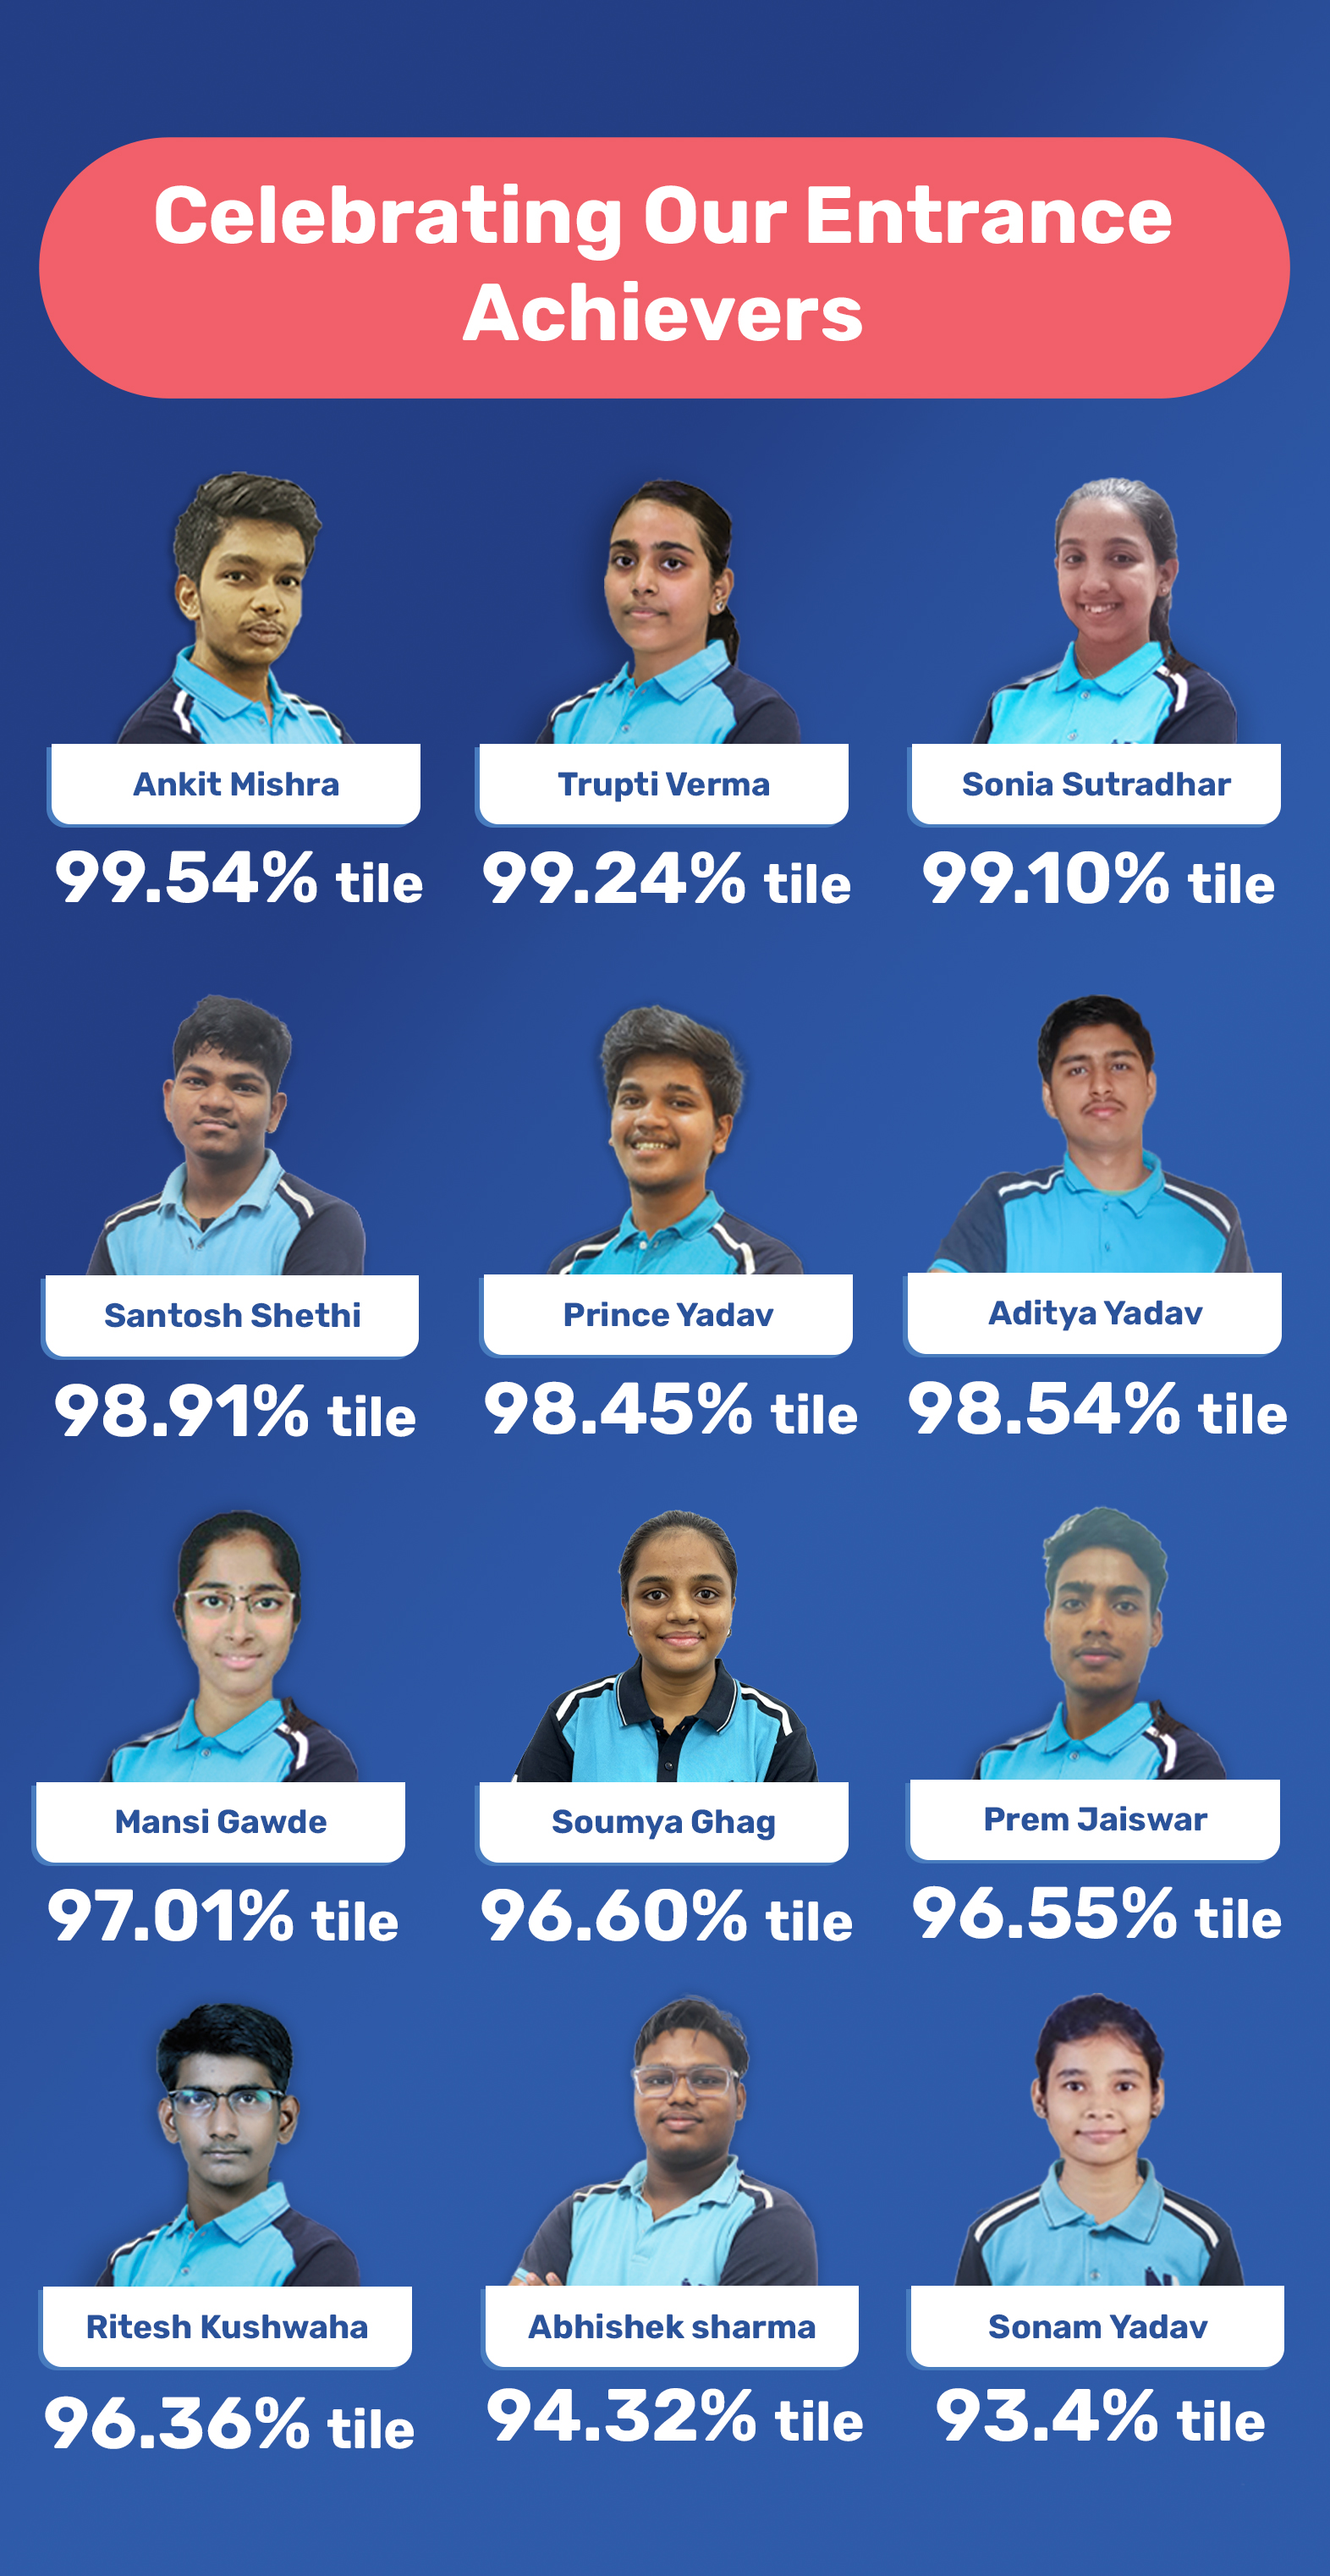 Celebrating Our Entrance
Achievers
Ankit Mishra
99.54% tile
Trupti Verma
99.24% tile
Sonia Sutradhar
99.10% tile
Santosh Shethi
98.91% tile
Prince Yadav
98.45% tile
Aditya Yadav
98.54% tile
Mansi Gawde
97.01% tile
Soumya Ghag
96.60% tile
Prem Jaiswar
96.55% tile
Ritesh Kushwaha
96.36% tile
Abhishek sharma
94.32% tile
Sonam Yadav
93.4% tile